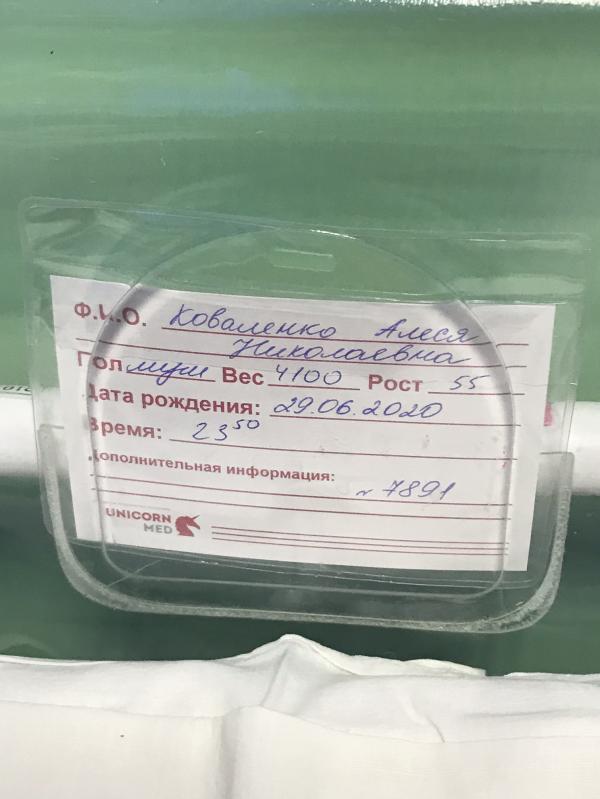 Ф.И.О. Коваленко Алеся
Николаевна
Пол муж Вес 4100 Рост 55
Дата рождения: 29.06.2020
Время: 23 50
Дополнительная информация:
№ 7891
UNICORN
MED